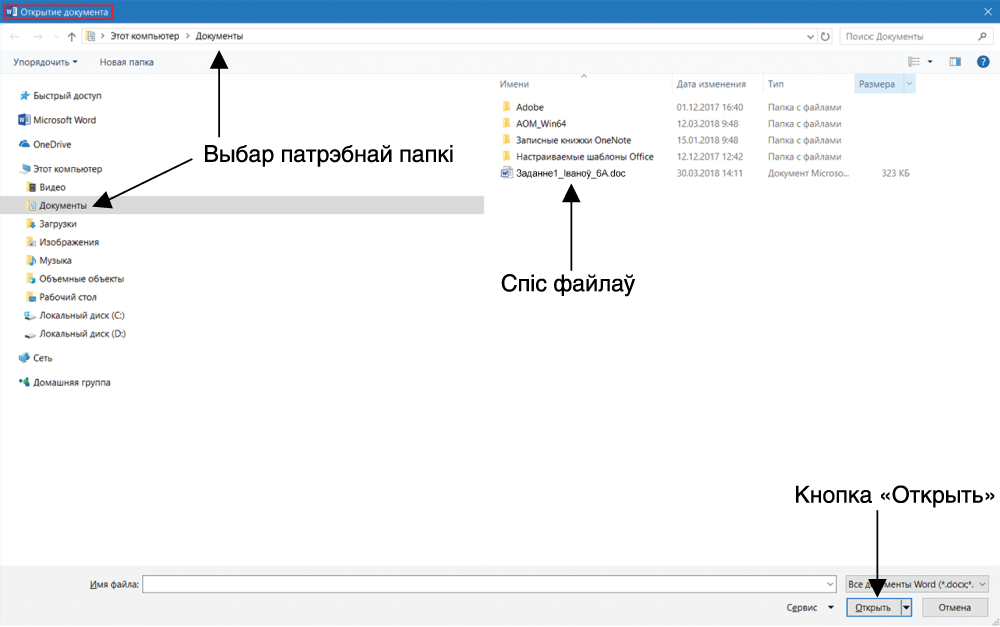 Открытие документа
Этот компьютер > Документы
Поиск: Документы
Упорядочить
Новая папка
Имени
Дата изменения
Тип
Размера
Быстрый доступ
Microsoft Word
OneDrive
Этот компьютер
Видео
Документы
Загрузки
Изображения
Музыка
Объемные объекты
Рабочий стол
Локальный диск (C:)
Локальный диск (D:)
Сеть
Домашняя группа
Adobe 01.12.2017 16:40 Папка с файлами
AOM_Win64 12.03.2018 9:48 Папка с файлами
Записные книжки OneNote 15.01.2018 9:48 Папка с файлами
Настраиваемые шаблоны Office 12.12.2017 12:42 Папка с файлами
Заданне1_Іваноў_6А.doc 30.03.2018 14:11 Документ Microso... 323 КБ
Выбар патрэбнай папкі
Спіс файлаў
Кнопка «Открыть»
Имя файла:
Все документы Word (*.docx;*.
Сервис
Открыть
Отмена